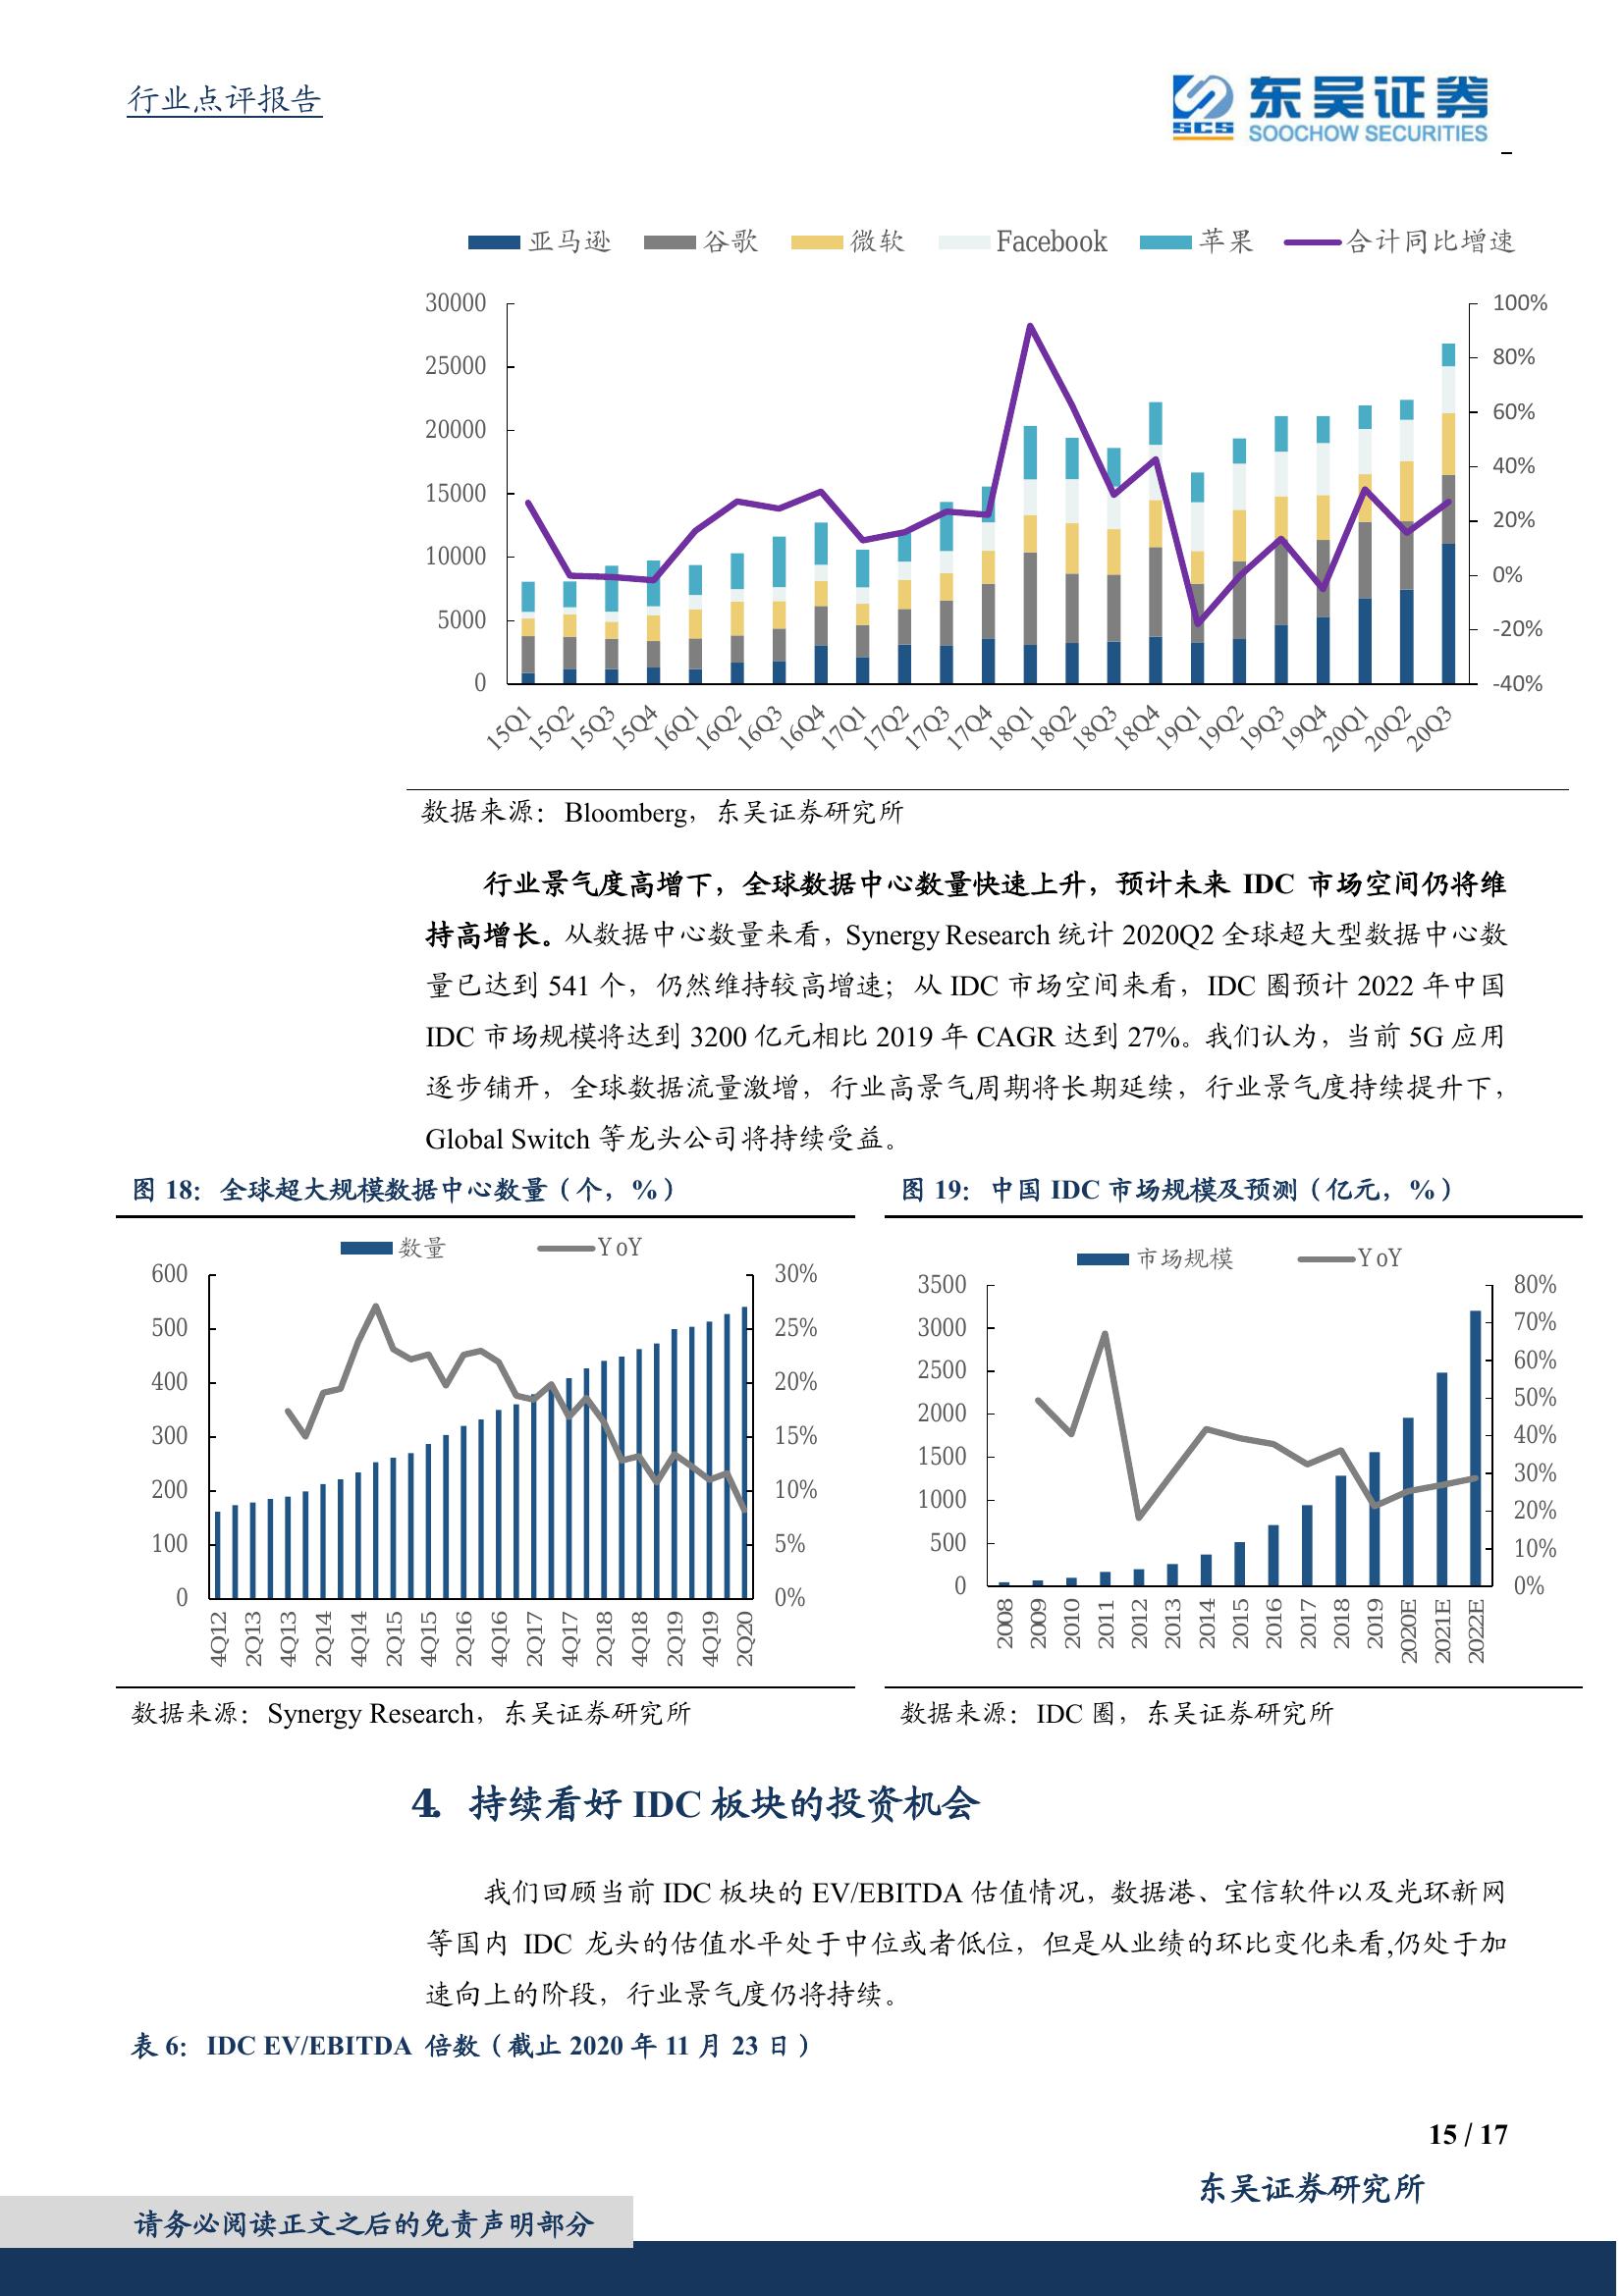 行业点评报告
东吴证券
SCS SOOCHOW SECURITIES
亚马逊 谷歌 微软 Facebook 苹果 合计同比增速
30000 100%
25000 80%
20000 60%
15000 40%
10000 20%
5000 0%
0 -20%
-40%
15Q1 15Q2 15Q3 15Q4 16Q1 16Q2 16Q3 16Q4 17Q1 17Q2 17Q3 17Q4 18Q1 18Q2 18Q3 18Q4 19Q1 19Q2 19Q3 19Q4 20Q1 20Q2 20Q3
数据来源：Bloomberg，东吴证券研究所
行业景气度高增下，全球数据中心数量快速上升，预计未来 IDC 市场空间仍将维
持高增长。从数据中心数量来看，Synergy Research 统计 2020Q2 全球超大型数据中心数
量已达到 541 个，仍然维持较高增速；从 IDC 市场空间来看，IDC 圈预计 2022 年中国
IDC 市场规模将达到 3200 亿元相比 2019 年 CAGR 达到 27%。我们认为，当前 5G 应用
逐步铺开，全球数据流量激增，行业高景气周期将长期延续，行业景气度持续提升下，
Global Switch 等龙头公司将持续受益。
图 18：全球超大规模数据中心数量（个，%）
数量 YoY
600 30%
500 25%
400 20%
300 15%
200 10%
100 5%
0 0%
4Q12 2Q13 4Q13 2Q14 4Q14 2Q15 4Q15 2Q16 4Q16 2Q17 4Q17 2Q18 4Q18 2Q19 4Q19 2Q20
数据来源：Synergy Research，东吴证券研究所
图 19：中国 IDC 市场规模及预测（亿元，%）
市场规模 YoY
3500 80%
3000 70%
2500 60%
2000 50%
1500 40%
1000 30%
500 20%
0 10%
0%
2008 2009 2010 2011 2012 2013 2014 2015 2016 2017 2018 2019 2020E 2021E 2022E
数据来源：IDC 圈，东吴证券研究所
4. 持续看好 IDC 板块的投资机会
我们回顾当前 IDC 板块的 EV/EBITDA 估值情况，数据港、宝信软件以及光环新网
等国内 IDC 龙头的估值水平处于中位或者低位，但是从业绩的环比变化来看,仍处于加
速向上的阶段，行业景气度仍将持续。
表 6：IDC EV/EBITDA 倍数（截止 2020 年 11 月 23 日）
15 / 17
东吴证券研究所
请务必阅读正文之后的免责声明部分